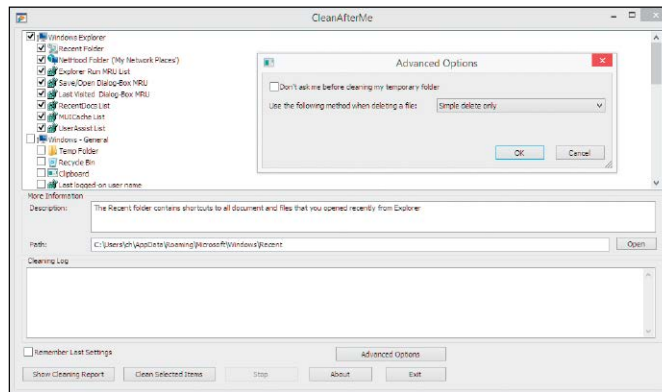 CleanAfterMe
Windows Explorer
Recent Folder
NetHood Folder ('My Network Places')
Explorer Run MRU List
Save/Open Dialog-Box MRU
Last Visited Dialog-Box MRU
RecentDocs List
MUICache List
UserAssist List
Windows - General
Temp Folder
Recycle Bin
Clipboard
Last logged-on user name
Advanced Options
Don't ask me before cleaning my temporary folder
Use the following method when deleting a file: Simple delete only
OK Cancel
More Information
Description: The Recent folder contains shortcuts to all document and files that you opened recently from Explorer
Path: C:\Users\dh\AppData\Roaming\Microsoft\Windows\Recent Open
Cleaning Log
Remember Last Settings Advanced Options
Show Cleaning Report Clean Selected Items Stop About Exit